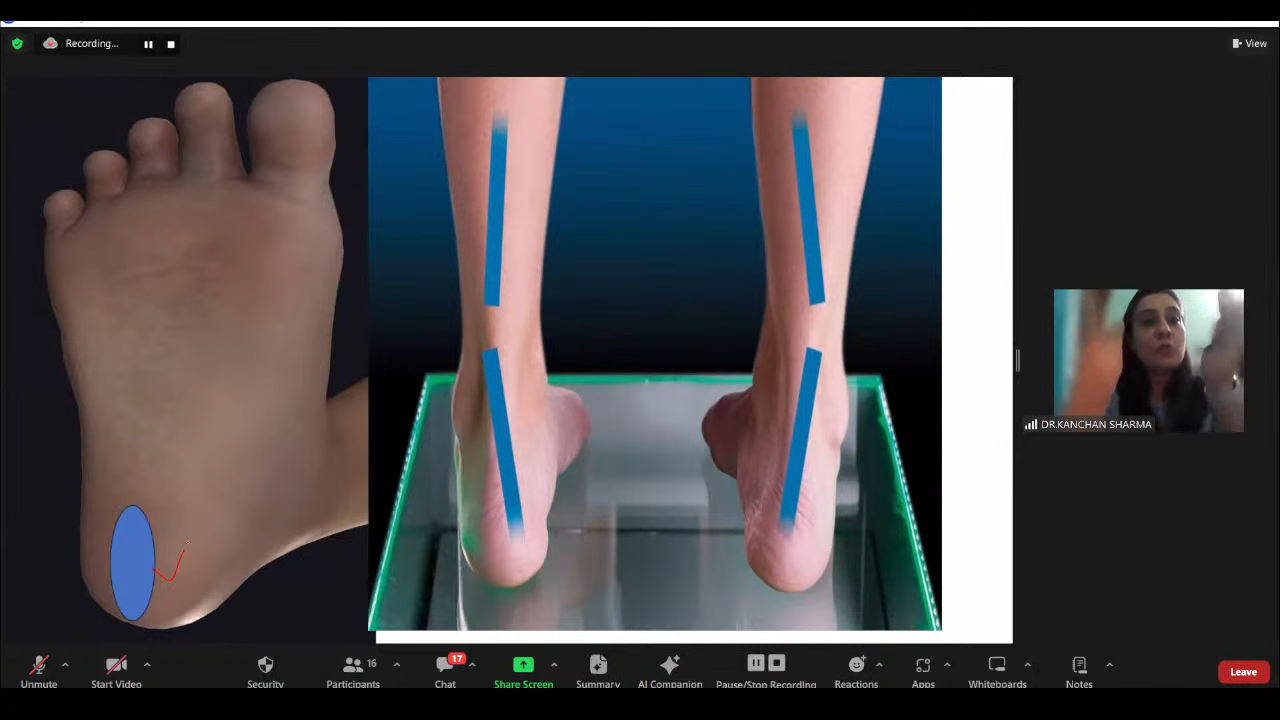 Recording...
View
DR.KANCHAN SHARMA
16
17
Unmute
Start Video
Security
Participants
Chat
Share Screen
Summary
AI Companion
Pause/Stop Recording
Reactions
Apps
Whiteboards
Notes
Leave